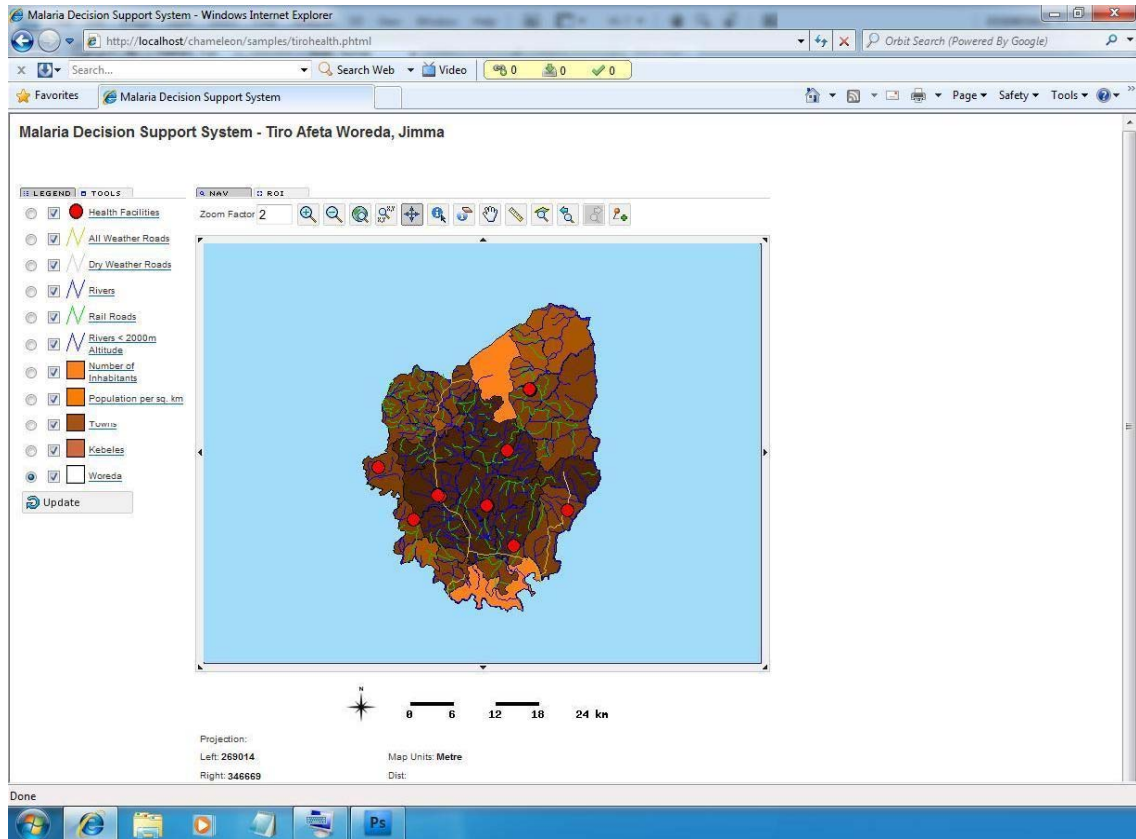 Malaria Decision Support System - Windows Internet Explorer
http://localhost/chameleon/samples/tirohealth.phtml
Orbit Search (Powered By Google)
x Search... Search Web Video 0 0 0
Favorites Malaria Decision Support System Page Safety Tools
Malaria Decision Support System - Tiro Afeta Woreda, Jimma
LEGEND TOOLS NAV ROI
Zoom Factor 2
Health Facilities
All Weather Roads
Dry Weather Roads
Rivers
Rail Roads
Rivers < 2000m
Altitude
Number of
Inhabitants
Population per sq. km
Towns
Kebeles
Woreda
Update
N
0 6 12 18 24 km
Projection:
Left: 269014 Map Units: Metre
Right: 346669 Dist:
Done
Ps